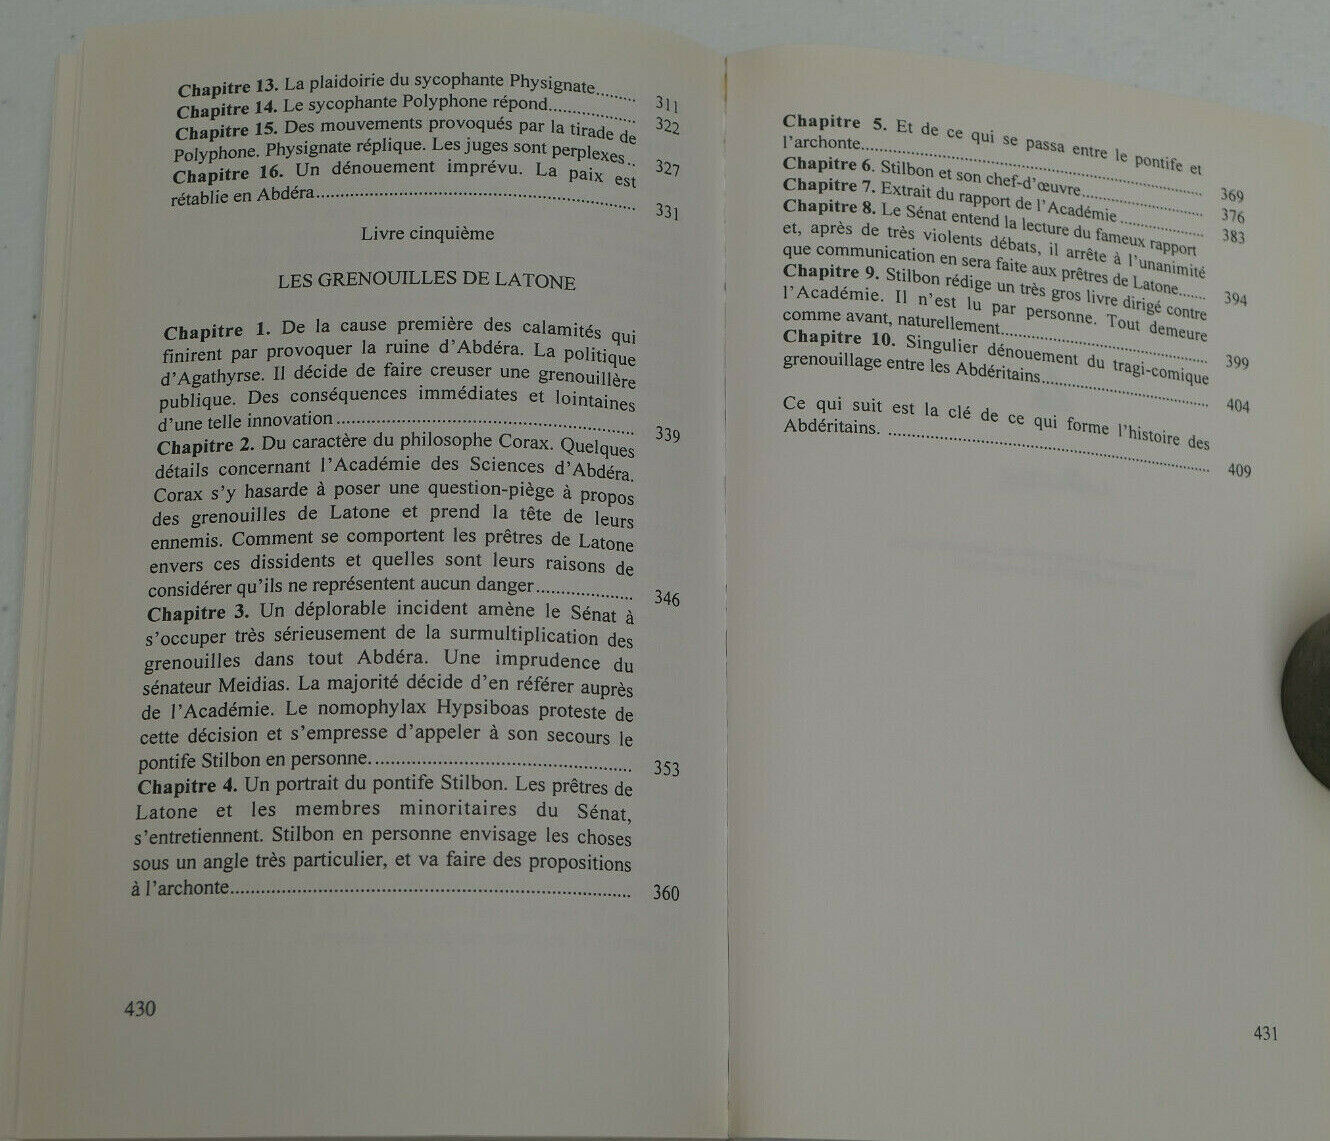 Chapitre 13. La plaidoirie du sycophante Physignate........ 311
Chapitre 14. Le sycophante Polyphone répond.................. 322
Chapitre 15. Des mouvements provoqués par la tirade de
Polyphone. Physignate réplique. Les juges sont perplexes.. 327
Chapitre 16. Un dénouement imprévu. La paix est
rétablie en Abdéra.................................................................. 331
Livre cinquième
LES GRENOUILLES DE LATONE
Chapitre 1. De la cause première des calamités qui
finirent par provoquer la ruine d'Abdéra. La politique
d'Agathyrse. Il décide de faire creuser une grenouillère
publique. Des conséquences immédiates et lointaines
d'une telle innovation............................................................. 339
Chapitre 2. Du caractère du philosophe Corax. Quelques
détails concernant l'Académie des Sciences d'Abdéra.
Corax s'y hasarde à poser une question-piège à propos
des grenouilles de Latone et prend la tête de leurs
ennemis. Comment se comportent les prêtres de Latone
envers ces dissidents et quelles sont leurs raisons de
considérer qu'ils ne représentent aucun danger.................. 346
Chapitre 3. Un déplorable incident amène le Sénat à
s'occuper très sérieusement de la surmultiplication des
grenouilles dans tout Abdéra. Une imprudence du
sénateur Meidias. La majorité décide d'en référer auprès
de l'Académie. Le nomophylax Hypsiboas proteste de
cette décision et s'empresse d'appeler à son secours le
pontife Stilbon en personne.................................................... 353
Chapitre 4. Un portrait du pontife Stilbon. Les prêtres de
Latone et les membres minoritaires du Sénat,
s'entretiennent. Stilbon en personne envisage les choses
sous un angle très particulier, et va faire des propositions
à l'archonte............................................................................... 360
430
Chapitre 5. Et de ce qui se passa entre le pontife et
l'archonte................................................................... 369
Chapitre 6. Stilbon et son chef-d'œuvre........................ 376
Chapitre 7. Extrait du rapport de l'Académie ..................... 383
Chapitre 8. Le Sénat entend la lecture du fameux rapport
et, après de très violents débats, il arrête à l'unanimité
que communication en sera faite aux prêtres de Latone...... 394
Chapitre 9. Stilbon rédige un très gros livre dirigé contre
l'Académie. Il n'est lu par personne. Tout demeure
comme avant, naturellement......................................... 399
Chapitre 10. Singulier dénouement du tragi-comique
grenouillage entre les Abdéritains................................. 404
Ce qui suit est la clé de ce qui forme l'histoire des
Abdéritains. ................................................................ 409
431